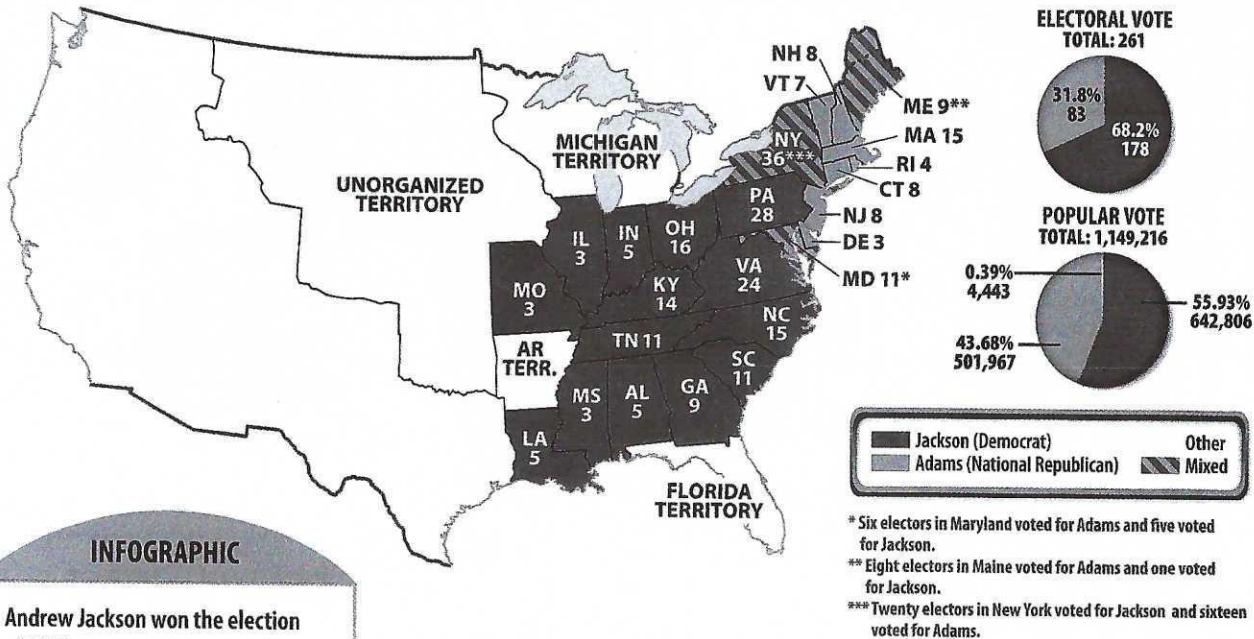 ELECTORAL VOTE
TOTAL: 261
31.8%
83
68.2%
178
POPULAR VOTE
TOTAL: 1,149,216
0.39%
4,443
55.93%
642,806
43.68%
501,967
NH 8
VT 7
ME 9**
MA 15
NY
36***
RI 4
CT 8
MICHIGAN
TERRITORY
UNORGANIZED
TERRITORY
PA
28
NJ 8
DE 3
MD 11*
IL
3
IN
5
OH
16
VA
24
MO
3
KY
14
NC
15
TN 11
AR
TERR.
SC
11
MS
3
AL
5
GA
9
LA
5
FLORIDA
TERRITORY
Jackson (Democrat)
Other
Adams (National Republican)
Mixed
* Six electors in Maryland voted for Adams and five voted
for Jackson.
** Eight electors in Maine voted for Adams and one voted
for Jackson.
*** Twenty electors in New York voted for Jackson and sixteen
voted for Adams.
INFOGRAPHIC
Andrew Jackson won the election